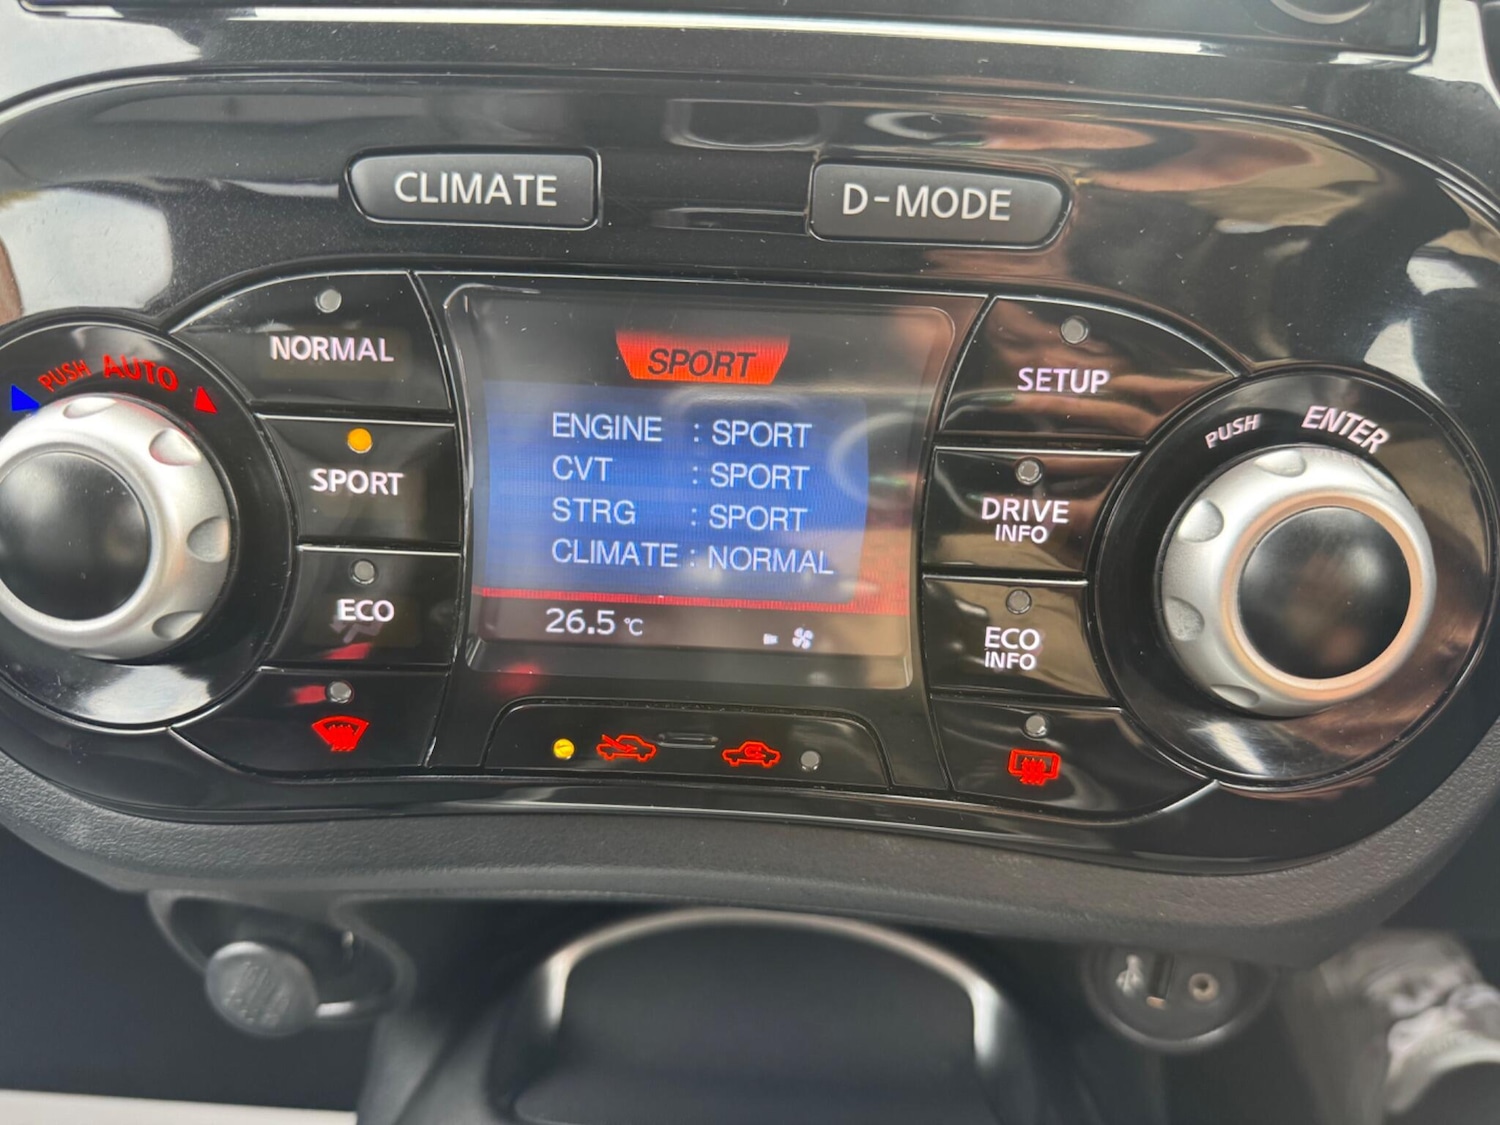 CLIMATE
D-MODE
PUSH AUTO
NORMAL
SPORT
ECO
SPORT
ENGINE : SPORT
CVT : SPORT
STRG : SPORT
CLIMATE : NORMAL
26.5 °C
SETUP
DRIVE
INFO
ECO
INFO
PUSH ENTER